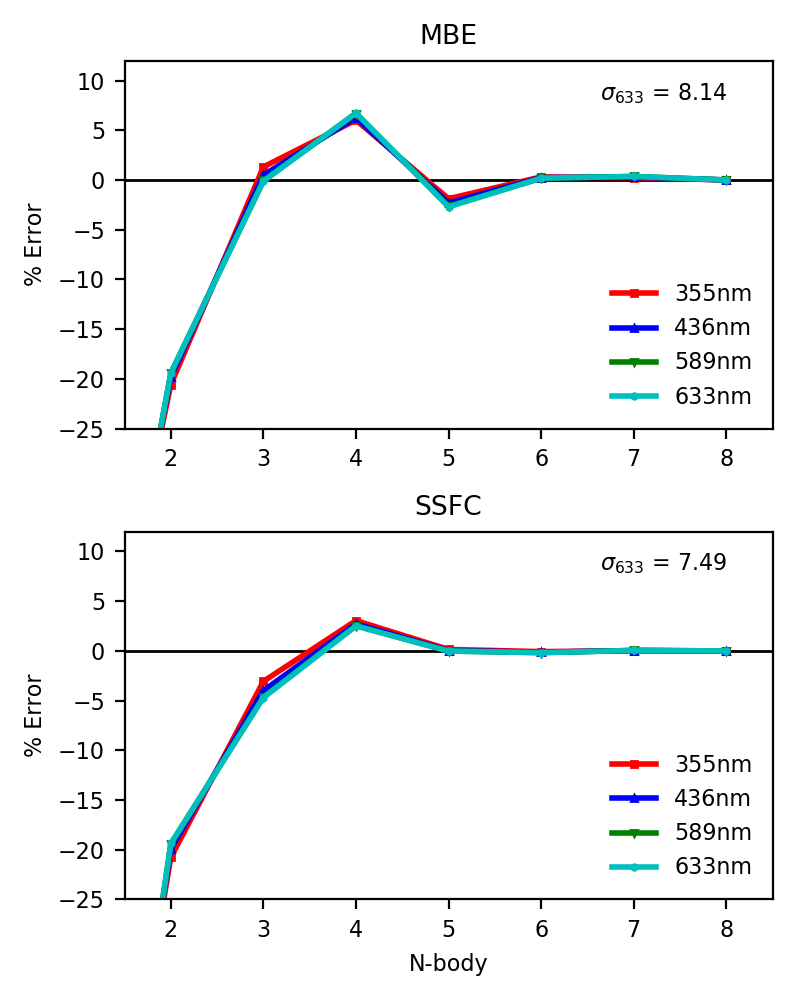 MBE
σ633 = 8.14
10
5
0
−5
−10
−15
−20
−25
% Error
355nm
436nm
589nm
633nm
2 3 4 5 6 7 8
SSFC
σ633 = 7.49
10
5
0
−5
−10
−15
−20
−25
% Error
355nm
436nm
589nm
633nm
2 3 4 5 6 7 8
N-body